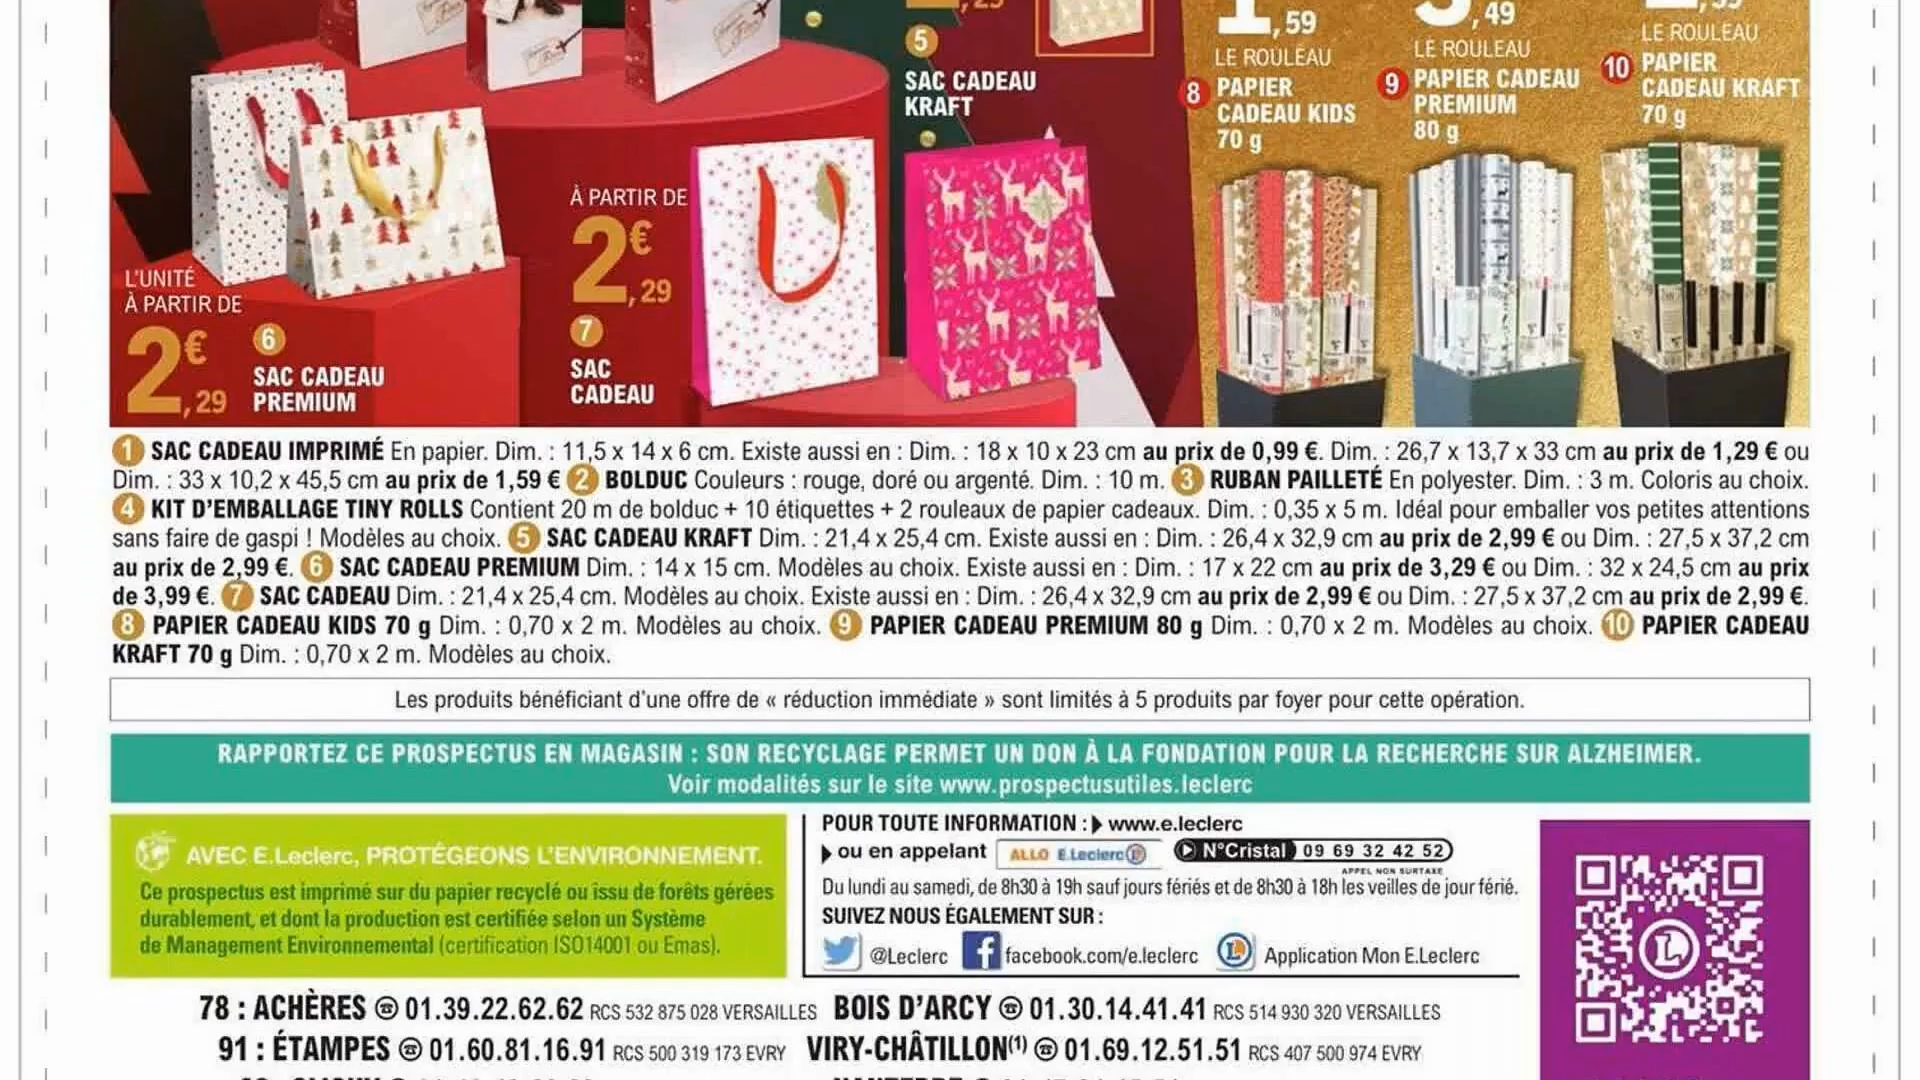 ,59
LE ROULEAU
8 PAPIER
CADEAU KIDS
70 g
,49
LE ROULEAU
9 PAPIER CADEAU
PREMIUM
80 g
LE ROULEAU
10 PAPIER
CADEAU KRAFT
70 g
5
SAC CADEAU
KRAFT
À PARTIR DE
2€
,29
7
SAC
CADEAU
L'UNITÉ
À PARTIR DE
2€
,29
6
SAC CADEAU
PREMIUM
1 SAC CADEAU IMPRIMÉ En papier. Dim. : 11,5 x 14 x 6 cm. Existe aussi en : Dim. : 18 x 10 x 23 cm au prix de 0,99 €. Dim. : 26,7 x 13,7 x 33 cm au prix de 1,29 € ou
Dim. : 33 x 10,2 x 45,5 cm au prix de 1,59 € 2 BOLDUC Couleurs : rouge, doré ou argenté. Dim. : 10 m. 3 RUBAN PAILLETÉ En polyester. Dim. : 3 m. Coloris au choix.
4 KIT D'EMBALLAGE TINY ROLLS Contient 20 m de bolduc + 10 étiquettes + 2 rouleaux de papier cadeaux. Dim. : 0,35 x 5 m. Idéal pour emballer vos petites attentions
sans faire de gaspi ! Modèles au choix. 5 SAC CADEAU KRAFT Dim. : 21,4 x 25,4 cm. Existe aussi en : Dim. : 26,4 x 32,9 cm au prix de 2,99 € ou Dim. : 27,5 x 37,2 cm
au prix de 2,99 €. 6 SAC CADEAU PREMIUM Dim. : 14 x 15 cm. Modèles au choix. Existe aussi en : Dim. : 17 x 22 cm au prix de 3,29 € ou Dim. : 32 x 24,5 cm au prix
de 3,99 €. 7 SAC CADEAU Dim. : 21,4 x 25,4 cm. Modèles au choix. Existe aussi en : Dim. : 26,4 x 32,9 cm au prix de 2,99 € ou Dim. : 27,5 x 37,2 cm au prix de 2,99 €.
8 PAPIER CADEAU KIDS 70 g Dim. : 0,70 x 2 m. Modèles au choix. 9 PAPIER CADEAU PREMIUM 80 g Dim. : 0,70 x 2 m. Modèles au choix. 10 PAPIER CADEAU
KRAFT 70 g Dim. : 0,70 x 2 m. Modèles au choix.
Les produits bénéficiant d'une offre de « réduction immédiate » sont limités à 5 produits par foyer pour cette opération.
RAPPORTEZ CE PROSPECTUS EN MAGASIN : SON RECYCLAGE PERMET UN DON À LA FONDATION POUR LA RECHERCHE SUR ALZHEIMER.
Voir modalités sur le site www.prospectusutiles.leclerc
AVEC E.Leclerc, PROTÉGEONS L'ENVIRONNEMENT.
Ce prospectus est imprimé sur du papier recyclé ou issu de forêts gérées
durablement, et dont la production est certifiée selon un Système
de Management Environnemental (certification ISO14001 ou Emas).
POUR TOUTE INFORMATION : www.e.leclerc
ou en appelant ALLO E.Leclerc N°Cristal 09 69 32 42 52
APPEL NON SURTAXE
Du lundi au samedi, de 8h30 à 19h sauf jours fériés et de 8h30 à 18h les veilles de jour férié.
SUIVEZ NOUS ÉGALEMENT SUR :
@Leclerc facebook.com/e.leclerc Application Mon E.Leclerc
78 : ACHÈRES 01.39.22.62.62 RCS 532 875 028 VERSAILLES BOIS D'ARCY 01.30.14.41.41 RCS 514 930 320 VERSAILLES
91 : ÉTAMPES 01.60.81.16.91 RCS 500 319 173 EVRY VIRY-CHÂTILLON(1) 01.69.12.51.51 RCS 407 500 974 EVRY